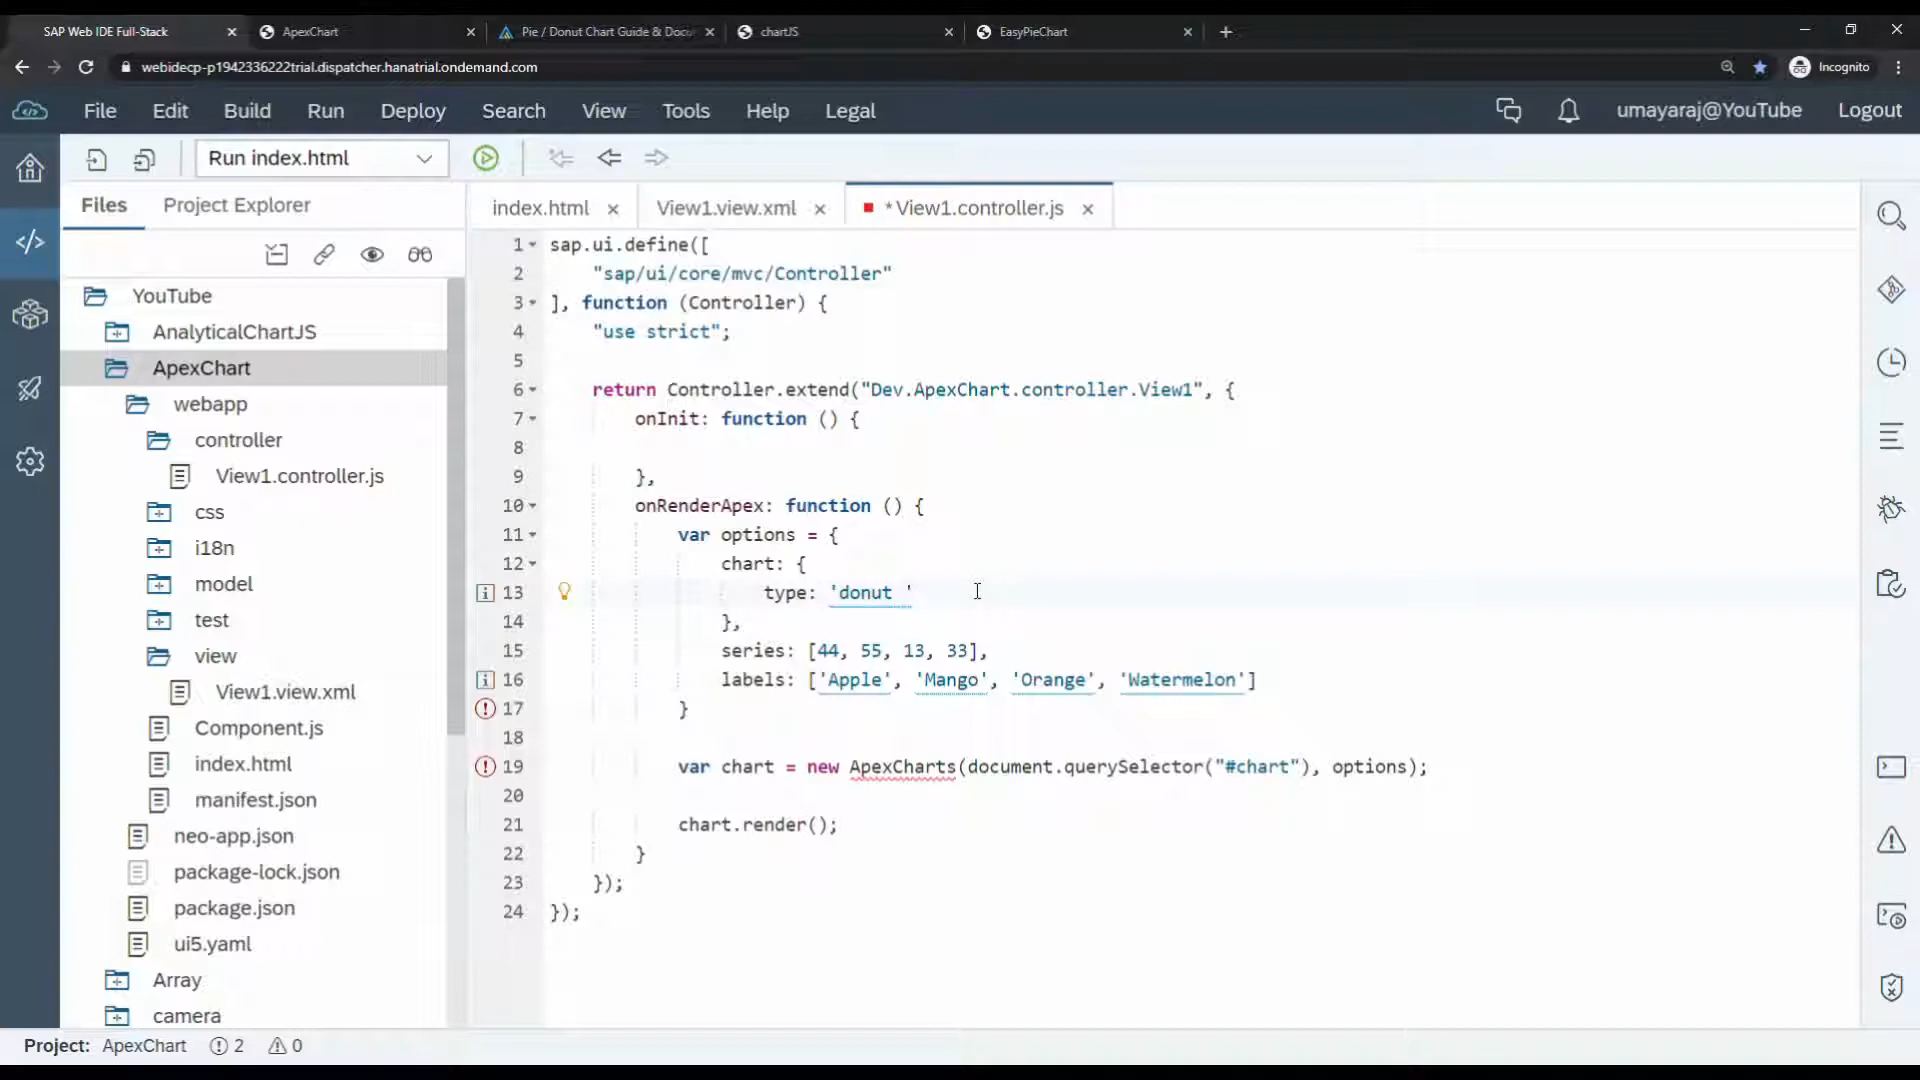 SAP Web IDE Full-Stack
ApexChart
Pie / Donut Chart Guide & Docu
chartJS
EasyPieChart
webidecp-p1942336222trial.dispatcher.hanatrial.ondemand.com
Incognito
File Edit Build Run Deploy Search View Tools Help Legal
umayaraj@YouTube Logout
Run index.html
Files Project Explorer
index.html
View1.view.xml
*View1.controller.js
YouTube
AnalyticalChartJS
ApexChart
webapp
controller
View1.controller.js
css
i18n
model
test
view
View1.view.xml
Component.js
index.html
manifest.json
neo-app.json
package-lock.json
package.json
ui5.yaml
Array
camera
1 sap.ui.define([
2 "sap/ui/core/mvc/Controller"
3 ], function (Controller) {
4 "use strict";
5
6 return Controller.extend("Dev.ApexChart.controller.View1", {
7 onInit: function () {
8
9 },
10 onRenderApex: function () {
11 var options = {
12 chart: {
13 type: 'donut '
14 },
15 series: [44, 55, 13, 33],
16 labels: ['Apple', 'Mango', 'Orange', 'Watermelon']
17 }
18
19 var chart = new ApexCharts(document.querySelector("#chart"), options);
20
21 chart.render();
22 }
23 });
24 });
Project: ApexChart 2 0